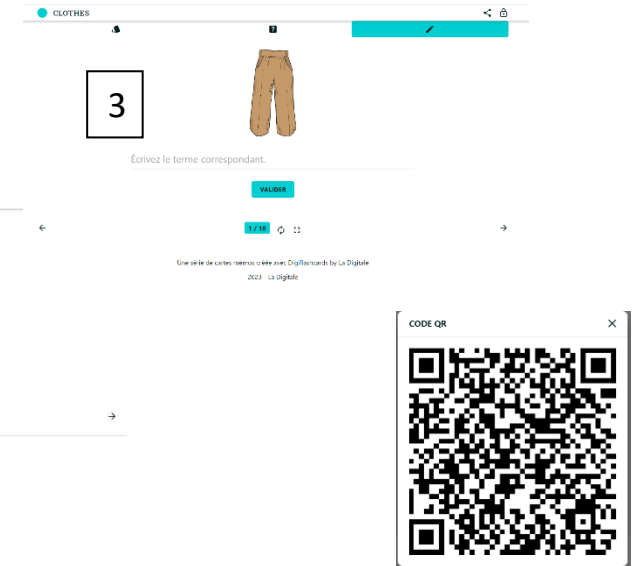 CLOTHES
3
Écrivez le terme correspondant.
VALIDER
1 / 10
Une série de cartes mémos créée avec Digiflashcards by La Digitale
2023 - La Digitale
CODE QR